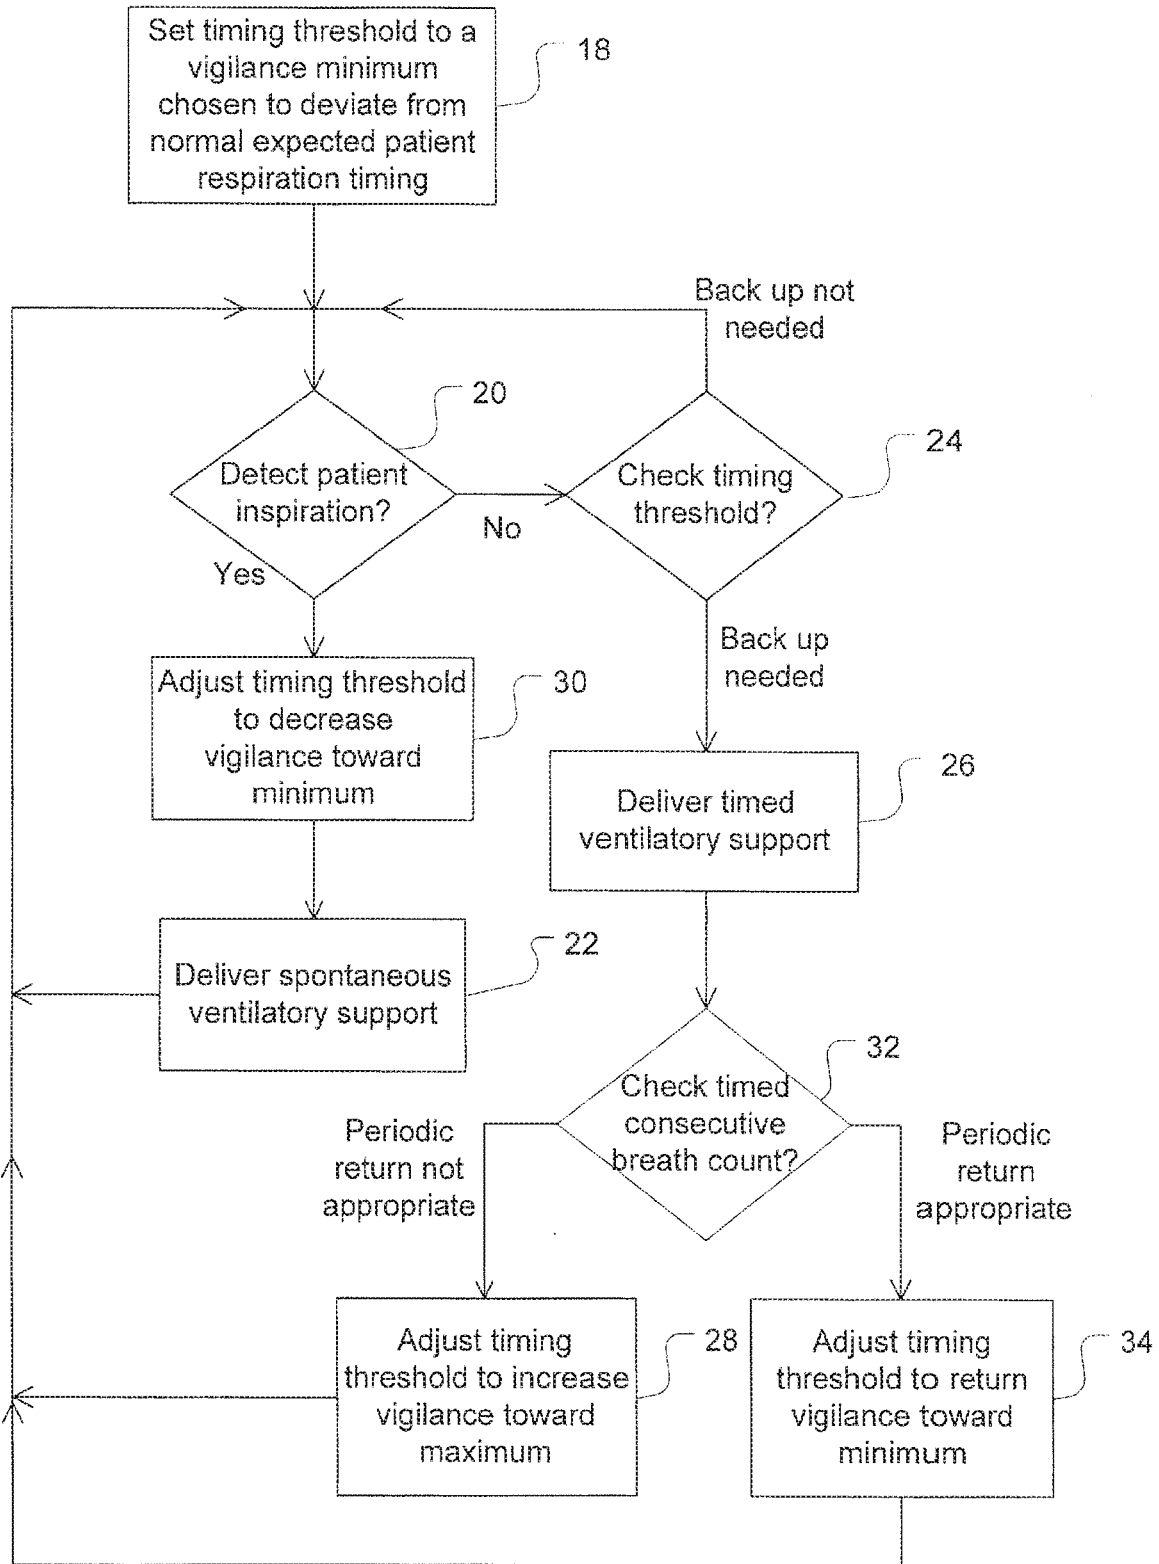 Set timing threshold to a
vigilance minimum
chosen to deviate from
normal expected patient
respiration timing
18
Back up not
needed
20
Detect patient
inspiration?
Yes
No
24
Check timing
threshold?
Back up
needed
Adjust timing threshold
to decrease
vigilance toward
minimum
30
26
Deliver timed
ventilatory support
22
Deliver spontaneous
ventilatory support
32
Check timed
consecutive
breath count?
Periodic
return not
appropriate
Periodic
return
appropriate
Adjust timing
threshold to increase
vigilance toward
maximum
28
Adjust timing
threshold to return
vigilance toward
minimum
34